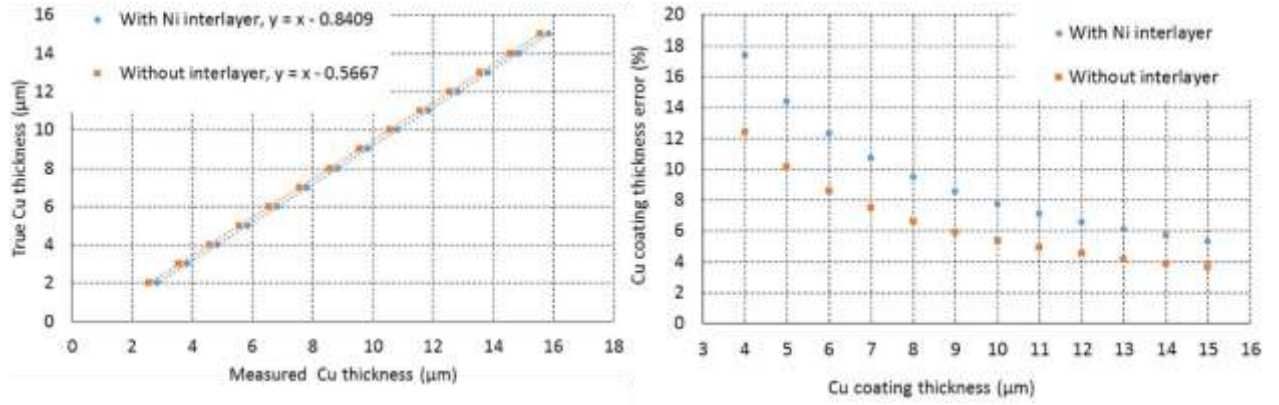 With Ni interlayer, y = x - 0.8409
Without interlayer, y = x - 0.5667
True Cu thickness (μm)
16
14
12
10
8
6
4
2
0
0 2 4 6 8 10 12 14 16 18
Measured Cu thickness (μm)
With Ni interlayer
Without interlayer
Cu coating thickness error (%)
20
18
16
14
12
10
8
6
4
2
0
3 4 5 6 7 8 9 10 11 12 13 14 15 16
Cu coating thickness (μm)